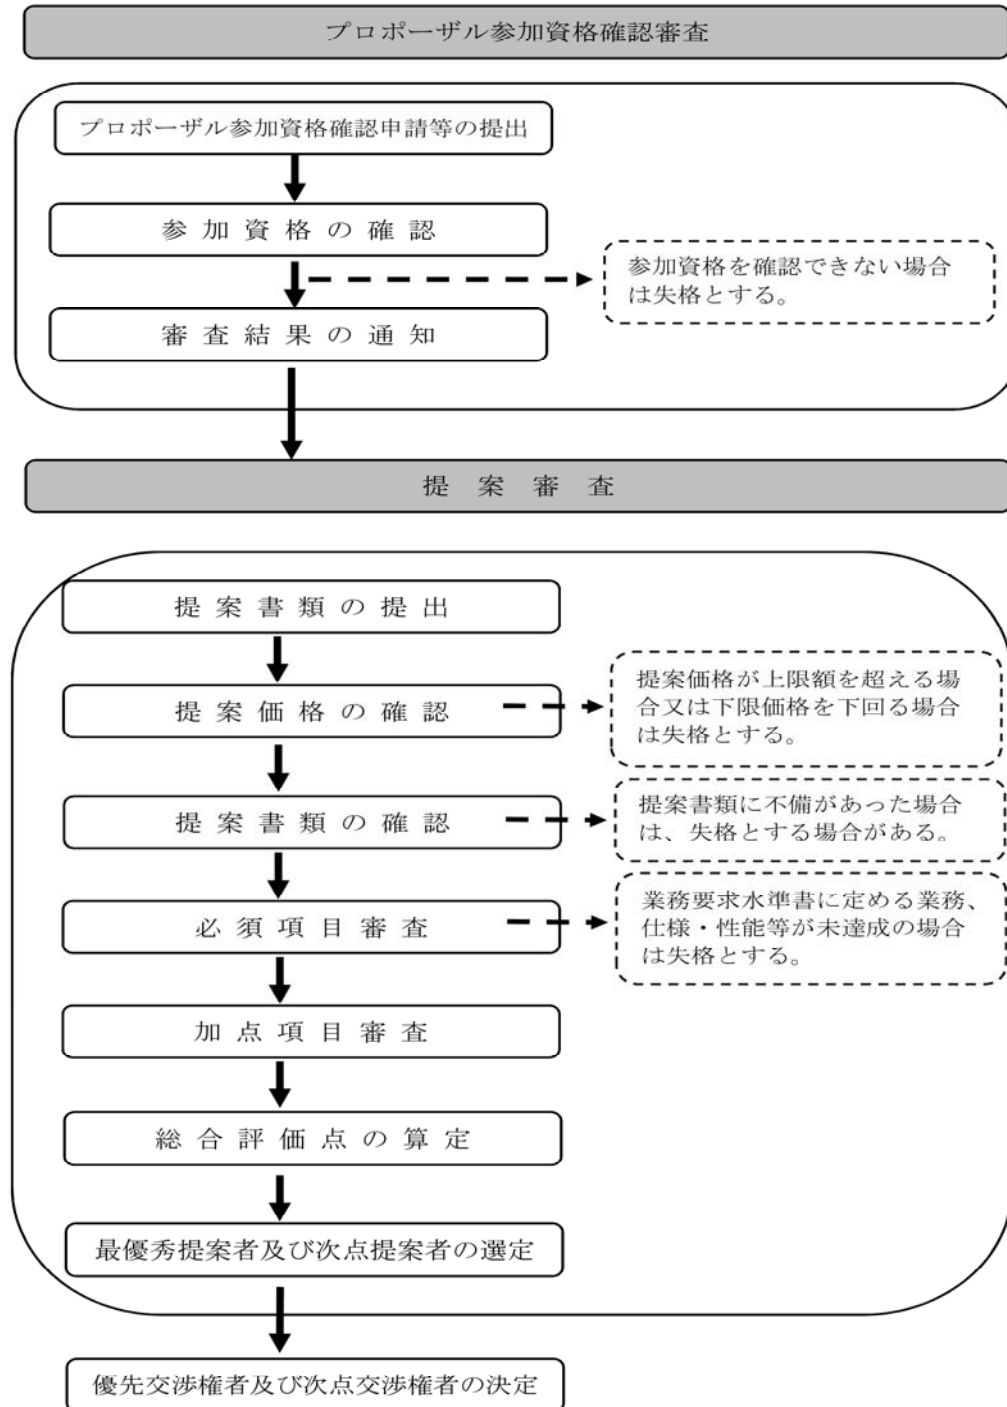 プロポーザル参加資格確認審査
プロポーザル参加資格確認申請等の提出
参加資格の確認
参加資格を確認できない場合
は失格とする。
審査結果の通知
提案審査
提案書類の提出
提案価格の確認
提案価格が上限額を超える場
合又は下限価格を下回る場合
は失格とする。
提案書類の確認
提案書類に不備があった場合
は、失格とする場合がある。
必須項目審査
業務要求水準書に定める業務、
仕様・性能等が未達成の場合
は失格とする。
加点項目審査
総合評価点の算定
最優秀提案者及び次点提案者の選定
優先交渉権者及び次点交渉権者の決定